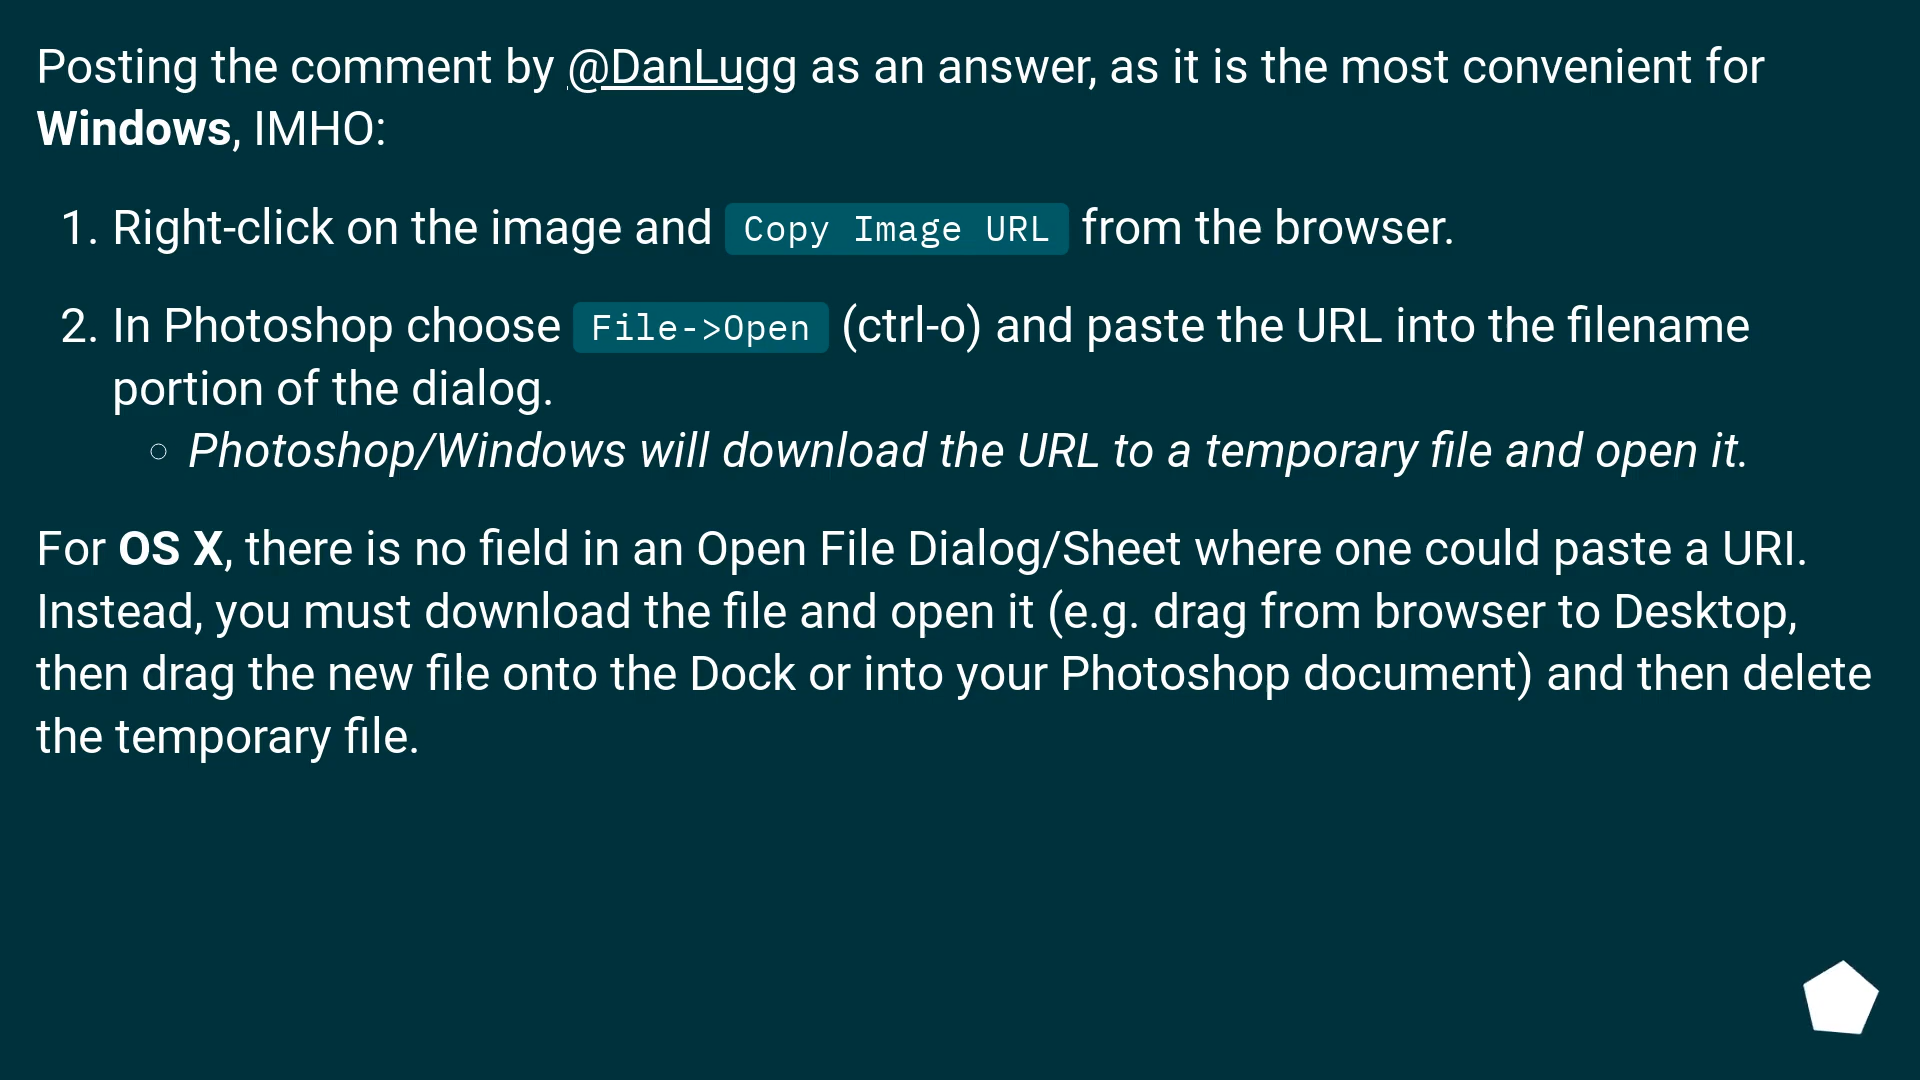 Posting the comment by @DanLugg as an answer, as it is the most convenient for
Windows, IMHO:
1. Right-click on the image and Copy Image URL from the browser.
2. In Photoshop choose File->Open (ctrl-o) and paste the URL into the filename
portion of the dialog.
○ Photoshop/Windows will download the URL to a temporary file and open it.
For OS X, there is no field in an Open File Dialog/Sheet where one could paste a URI.
Instead, you must download the file and open it (e.g. drag from browser to Desktop,
then drag the new file onto the Dock or into your Photoshop document) and then delete
the temporary file.